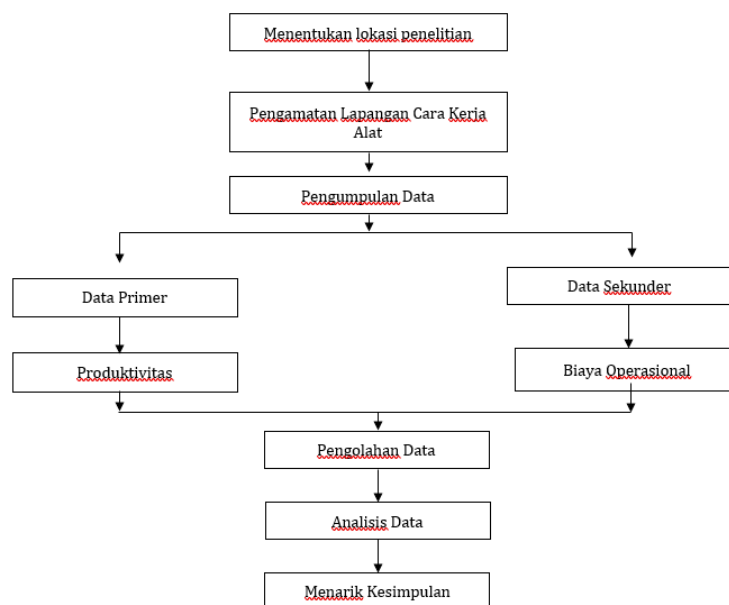 Menentukan lokasi penelitian
Pengamatan Lapangan Cara Kerja
Alat
Pengumpulan Data
Data Primer
Data Sekunder
Produktivitas
Biaya Operasional
Pengolahan Data
Analisis Data
Menarik Kesimpulan